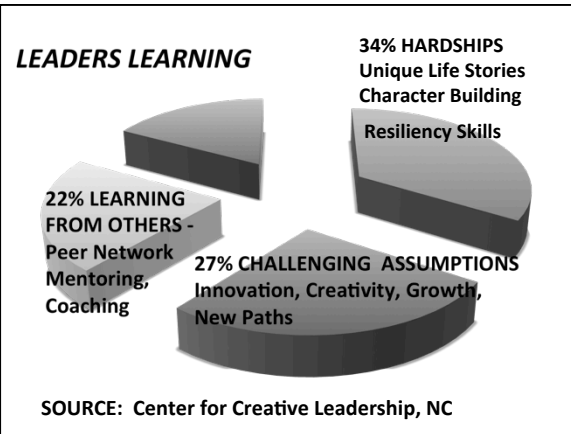 LEADERS LEARNING
34% HARDSHIPS
Unique Life Stories
Character Building
Resiliency Skills
22% LEARNING
FROM OTHERS -
Peer Network
Mentoring,
Coaching
27% CHALLENGING ASSUMPTIONS
Innovation, Creativity, Growth,
New Paths
SOURCE: Center for Creative Leadership, NC